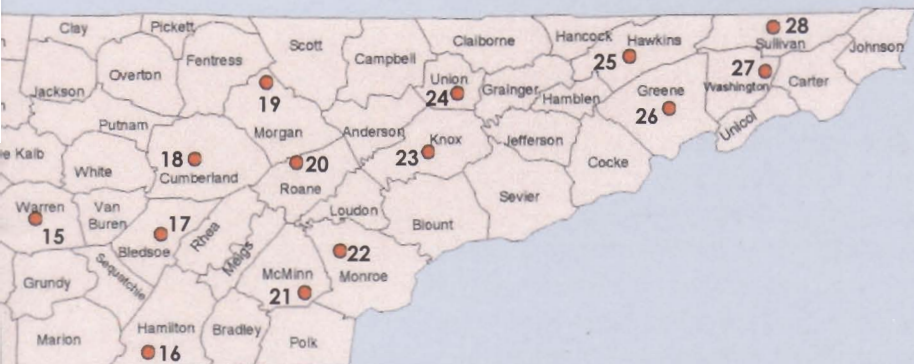 Clay
Pickett
Scott
Claiborne
Hancock
Hawkins
28
Sullivan
Johnson
Fentress
Campbell
25
27
Overton
Union
Washington
Carter
Jackson
19
24
Grainger
Hamblen
Greene
26
Putnam
Morgan
Anderson
Knox
Jefferson
Unicoi
e Kalb
18
20
23
White
Cumberland
Roane
Cocke
Warren
Van
Buren
17
Rhea
Loudon
Sevier
15
Bledsoe
Meigs
22
Blount
Grundy
Sequatchie
McMinn
Monroe
21
Marion
Hamilton
Bradley
Polk
16